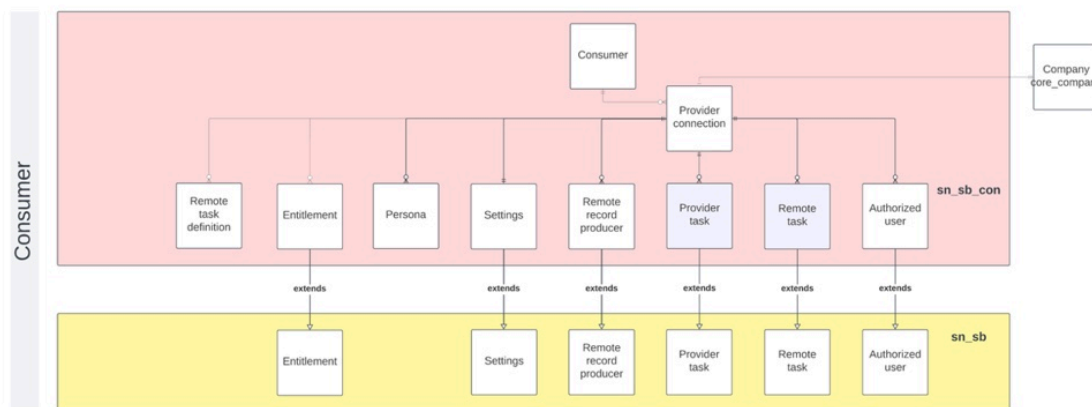 Consumer
Consumer
Company
core_company
Provider
connection
sn_sb_con
Remote
task
definition
Entitlement
Persona
Settings
Remote
record
producer
Provider
task
Remote
task
Authorized
user
extends
extends
extends
extends
extends
extends
sn_sb
Entitlement
Settings
Remote
record
producer
Provider
task
Remote
task
Authorized
user